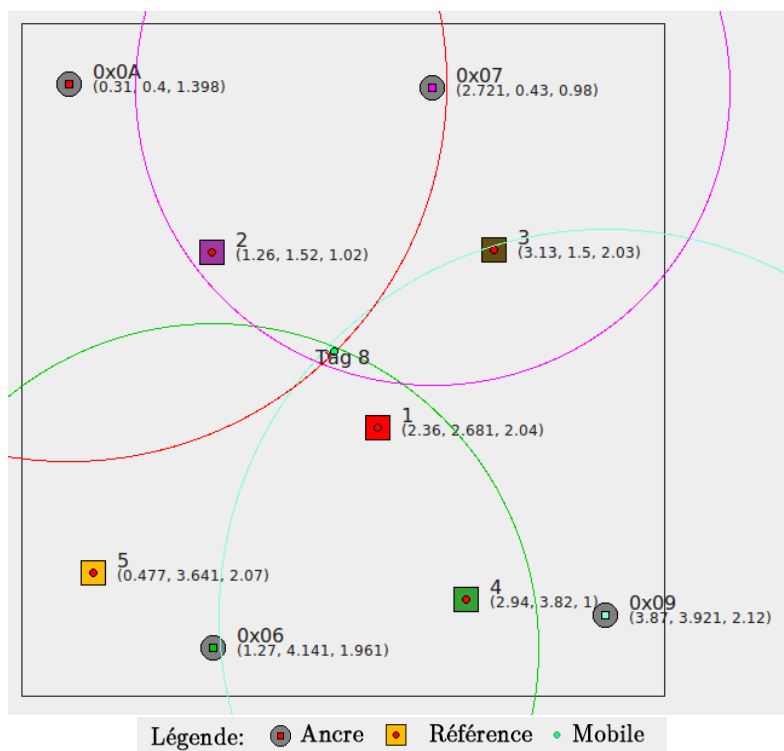 0x0A
(0.31, 0.4, 1.398)
0x07
(2.721, 0.43, 0.98)
2
(1.26, 1.52, 1.02)
3
(3.13, 1.5, 2.03)
Tag 8
1
(2.36, 2.681, 2.04)
5
(0.477, 3.641, 2.07)
4
(2.94, 3.82, 1)
0x09
(3.87, 3.921, 2.12)
0x06
(1.27, 4.141, 1.961)
Légende: Ancre Référence Mobile